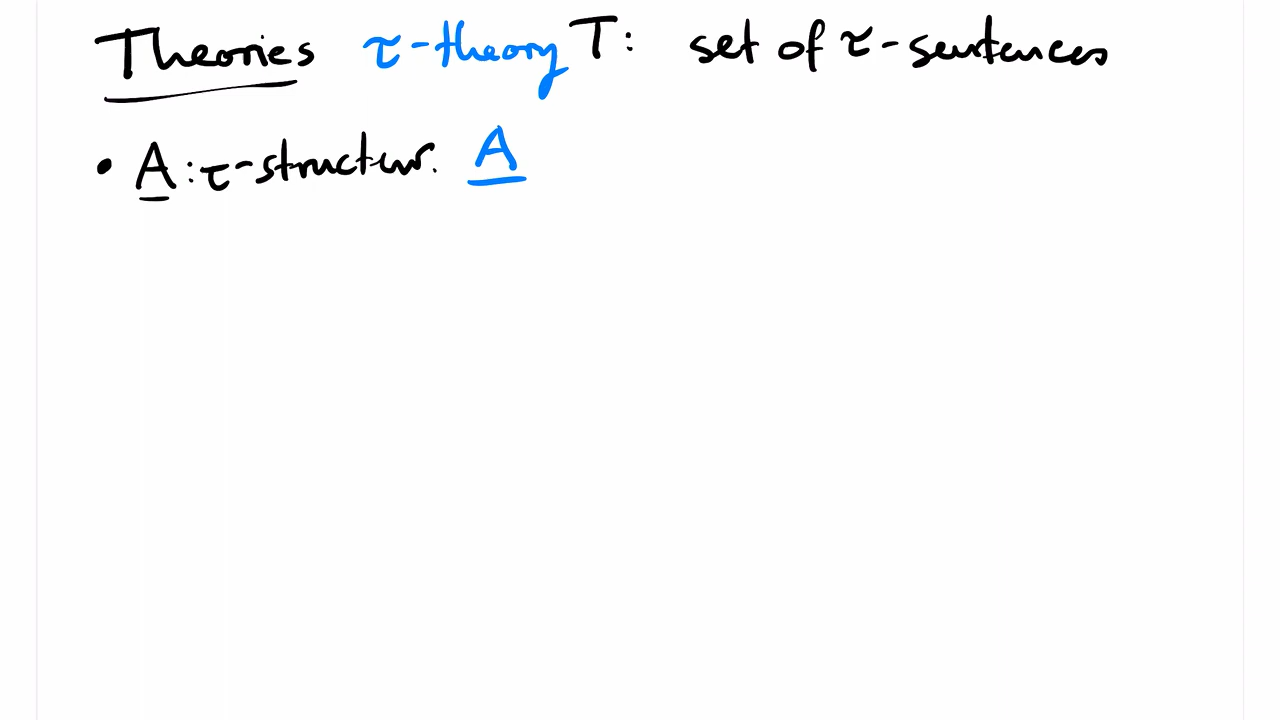 Theories τ-theory T: set of τ-sentences
• A : τ-structur. A